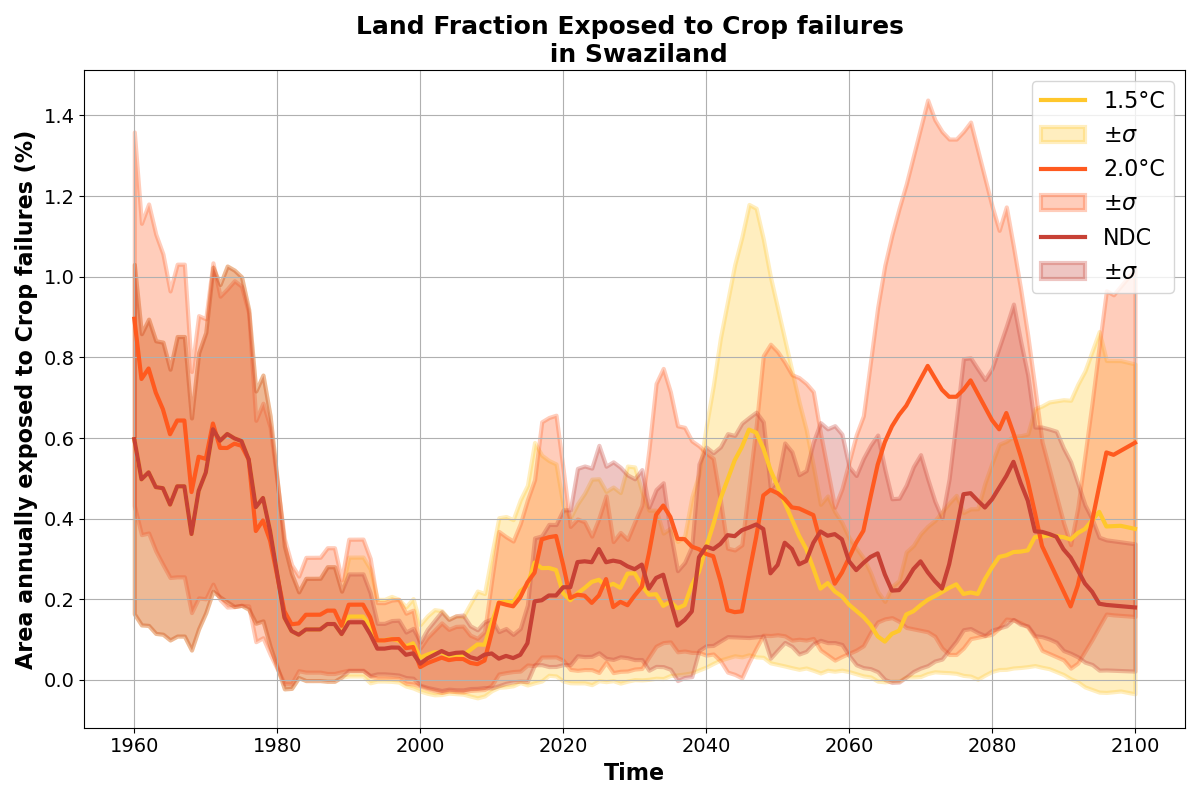 Land Fraction Exposed to Crop failures
in Swaziland
Area annually exposed to Crop failures (%)
1.4
1.2
1.0
0.8
0.6
0.4
0.2
0.0
1960 1980 2000 2020 2040 2060 2080 2100
Time
1.5°C
±σ
2.0°C
±σ
NDC
±σ